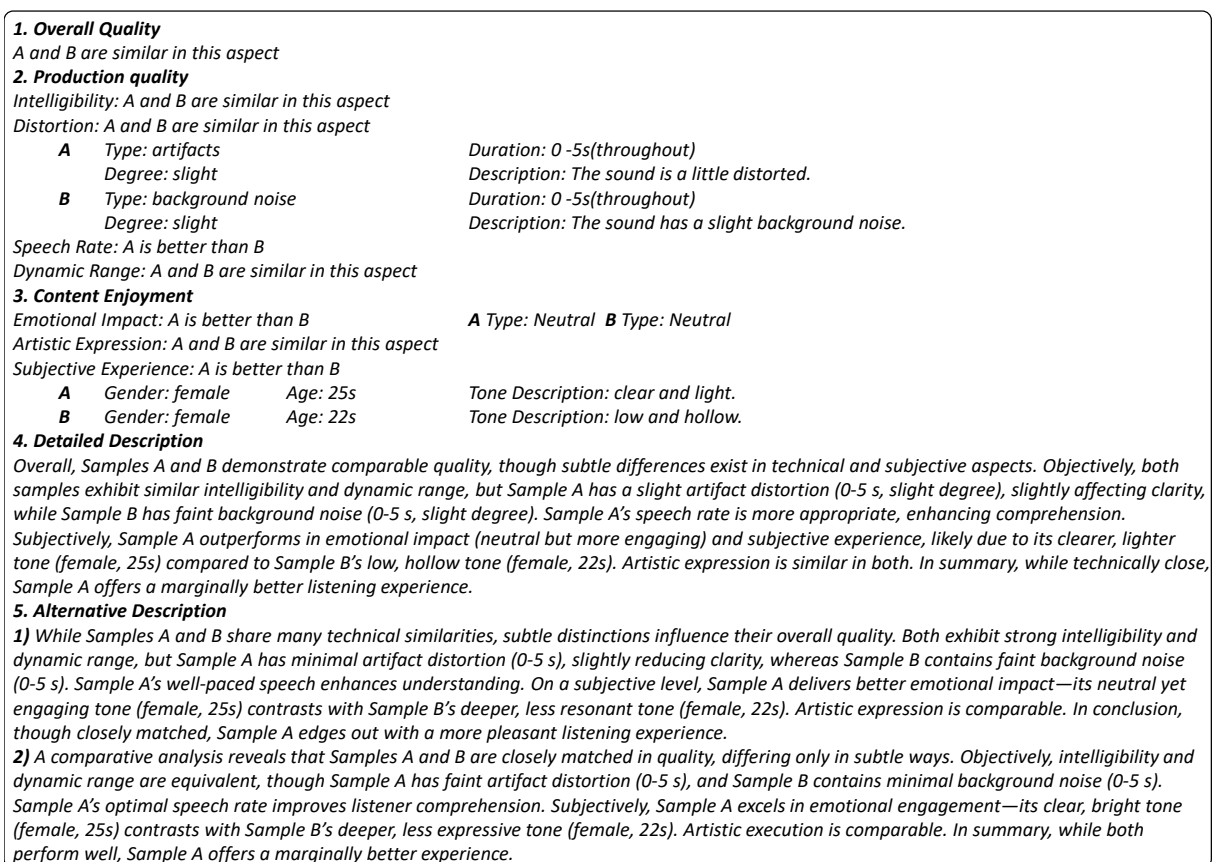 1. Overall Quality
A and B are similar in this aspect
2. Production quality
Intelligibility: A and B are similar in this aspect
Distortion: A and B are similar in this aspect
A Type: artifacts Duration: 0 -5s(throughout)
Degree: slight Description: The sound is a little distorted.
B Type: background noise Duration: 0 -5s(throughout)
Degree: slight Description: The sound has a slight background noise.
Speech Rate: A is better than B
Dynamic Range: A and B are similar in this aspect
3. Content Enjoyment
Emotional Impact: A is better than B A Type: Neutral B Type: Neutral
Artistic Expression: A and B are similar in this aspect
Subjective Experience: A is better than B
A Gender: female Age: 25s Tone Description: clear and light.
B Gender: female Age: 22s Tone Description: low and hollow.
4. Detailed Description
Overall, Samples A and B demonstrate comparable quality, though subtle differences exist in technical and subjective aspects. Objectively, both
samples exhibit similar intelligibility and dynamic range, but Sample A has a slight artifact distortion (0-5 s, slight degree), slightly affecting clarity,
while Sample B has faint background noise (0-5 s, slight degree). Sample A's speech rate is more appropriate, enhancing comprehension.
Subjectively, Sample A outperforms in emotional impact (neutral but more engaging) and subjective experience, likely due to its clearer, lighter
tone (female, 25s) compared to Sample B's low, hollow tone (female, 22s). Artistic expression is similar in both. In summary, while technically close,
Sample A offers a marginally better listening experience.
5. Alternative Description
1) While Samples A and B share many technical similarities, subtle distinctions influence their overall quality. Both exhibit strong intelligibility and
dynamic range, but Sample A has minimal artifact distortion (0-5 s), slightly reducing clarity, whereas Sample B contains faint background noise
(0-5 s). Sample A's well-paced speech enhances understanding. On a subjective level, Sample A delivers better emotional impact—its neutral yet
engaging tone (female, 25s) contrasts with Sample B's deeper, less resonant tone (female, 22s). Artistic expression is comparable. In conclusion,
though closely matched, Sample A edges out with a more pleasant listening experience.
2) A comparative analysis reveals that Samples A and B are closely matched in quality, differing only in subtle ways. Objectively, intelligibility and
dynamic range are equivalent, though Sample A has faint artifact distortion (0-5 s), and Sample B contains minimal background noise (0-5 s).
Sample A's optimal speech rate improves listener comprehension. Subjectively, Sample A excels in emotional engagement—its clear, bright tone
(female, 25s) contrasts with Sample B's deeper, less expressive tone (female, 22s). Artistic execution is comparable. In summary, while both
perform well, Sample A offers a marginally better experience.